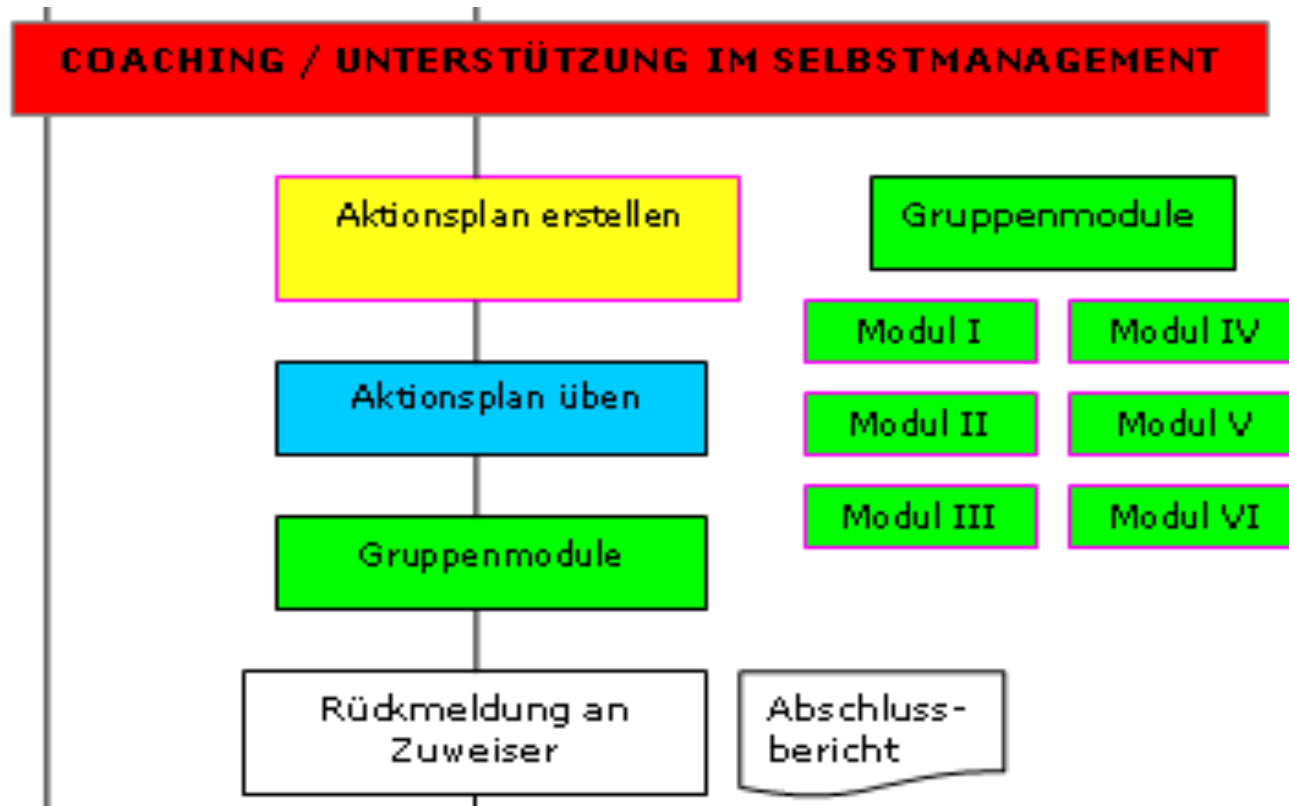 COACHING / UNTERSTÜTZUNG IM SELBSTMANAGEMENT
Aktionsplan erstellen
Gruppenmodule
Modul I
Modul IV
Aktionsplan üben
Modul II
Modul V
Modul III
Modul VI
Gruppenmodule
Rückmeldung an
Zuweiser
Abschluss-
bericht